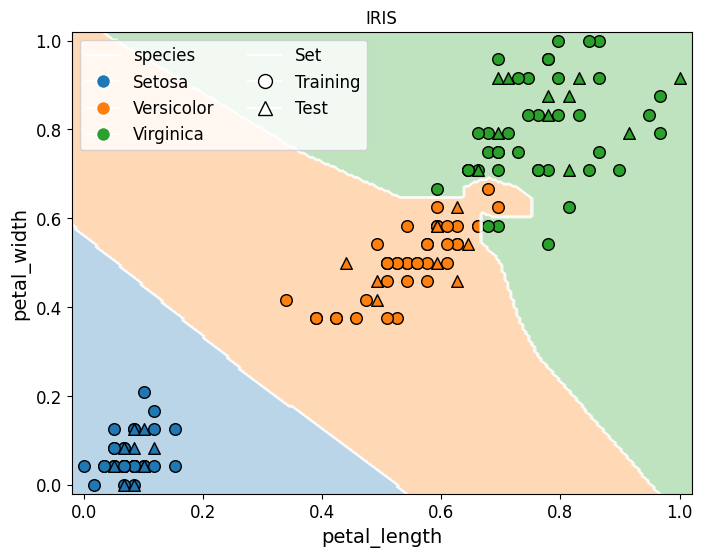 IRIS
species Set
Setosa Training
Versicolor Test
Virginica
petal_width
1.0
0.8
0.6
0.4
0.2
0.0
0.0 0.2 0.4 0.6 0.8 1.0
petal_length